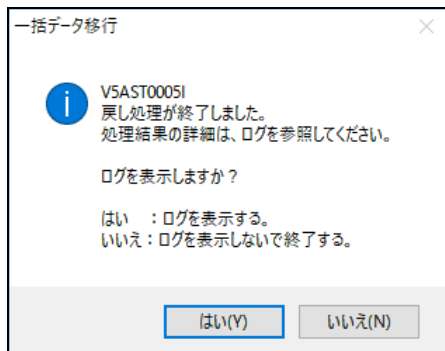 一括データ移行
V5AST0005I
戻し処理が終了しました。
処理結果の詳細は、ログを参照してください。
ログを表示しますか？
はい　：ログを表示する。
いいえ：ログを表示しないで終了する。
はい(Y)
いいえ(N)